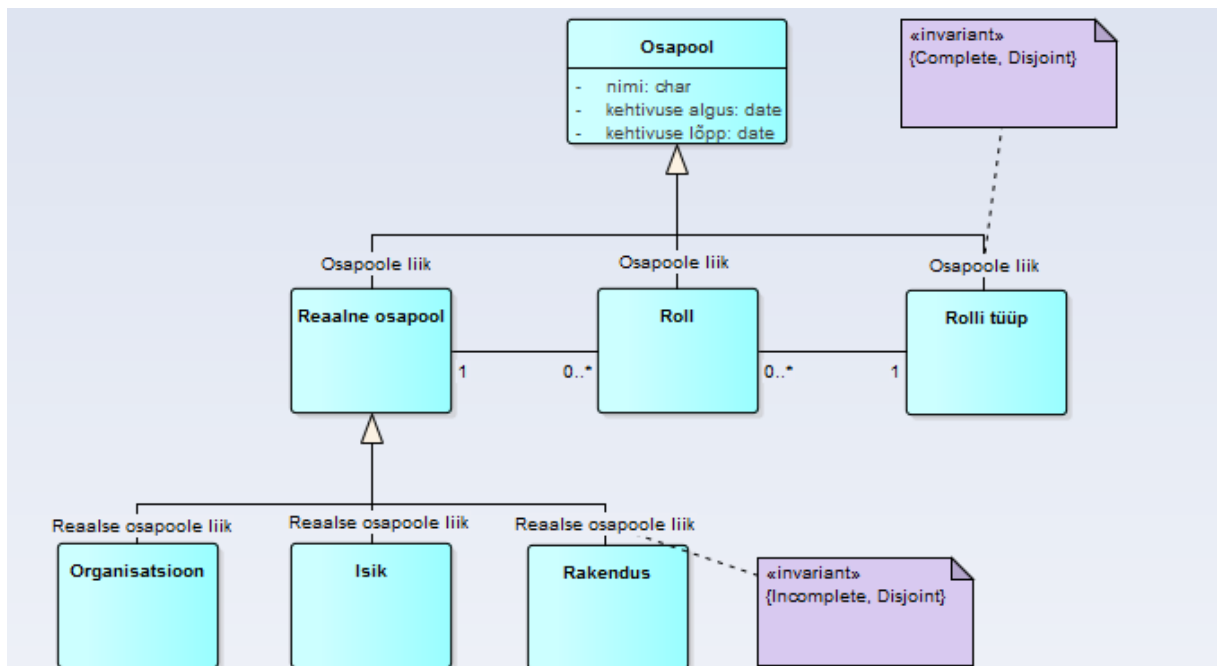 Osapool
- nimi: char
- kehtivuse algus: date
- kehtivuse lõpp: date
«invariant»
{Complete, Disjoint}
Osapoole liik
Osapoole liik
Osapoole liik
Reaalne osapool
Roll
Rolli tüüp
1
0..*
0..*
1
Reaalse osapoole liik
Reaalse osapoole liik
Reaalse osapoole liik
Organisatsioon
Isik
Rakendus
«invariant»
{Incomplete, Disjoint}